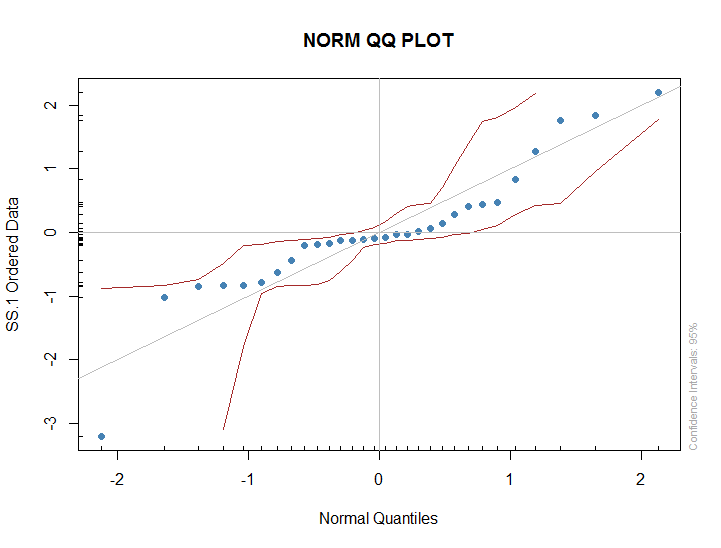 NORM QQ PLOT
SS.1 Ordered Data
2
1
0
-1
-2
-3
-2
-1
0
1
2
Normal Quantiles
Confidence Intervals: 95%